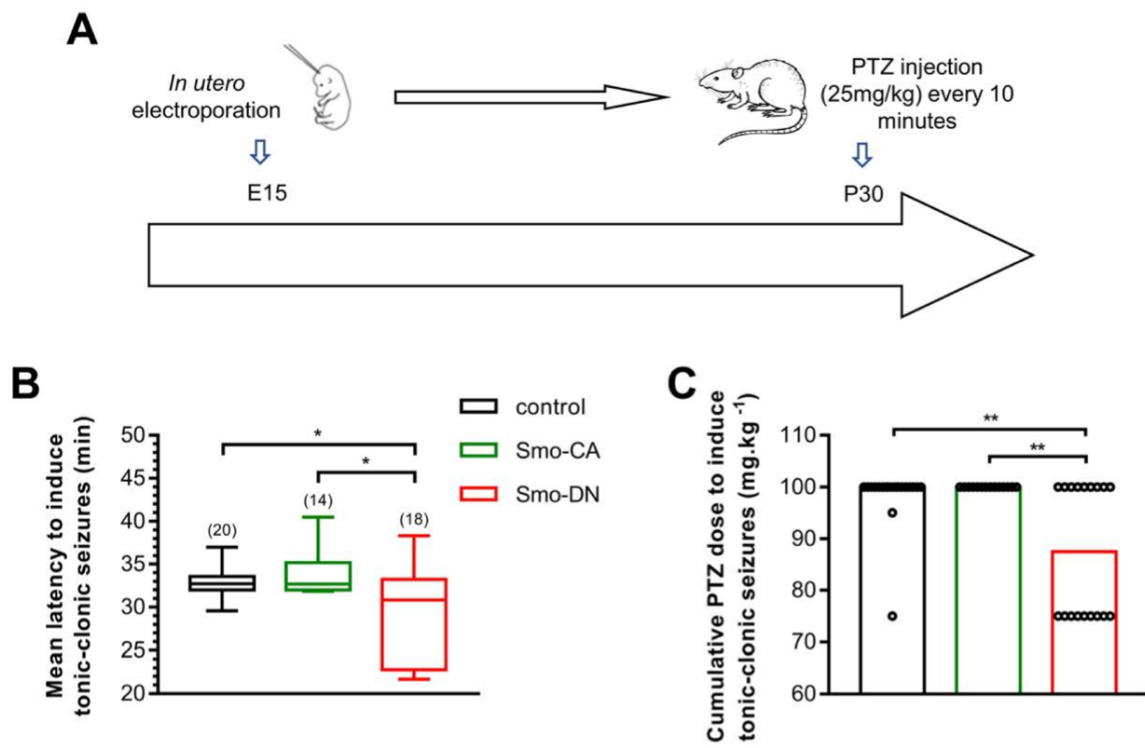 A
In utero
electroporation
PTZ injection
(25mg/kg) every 10
minutes
E15
P30
B
Mean latency to induce
tonic-clonic seizures (min)
50
45
40
35
30
25
20
(20)
(14)
(18)
*
*
control
Smo-CA
Smo-DN
C
Cumulative PTZ dose to induce
tonic-clonic seizures (mg.kg -1)
110
100
90
80
70
60
**
**